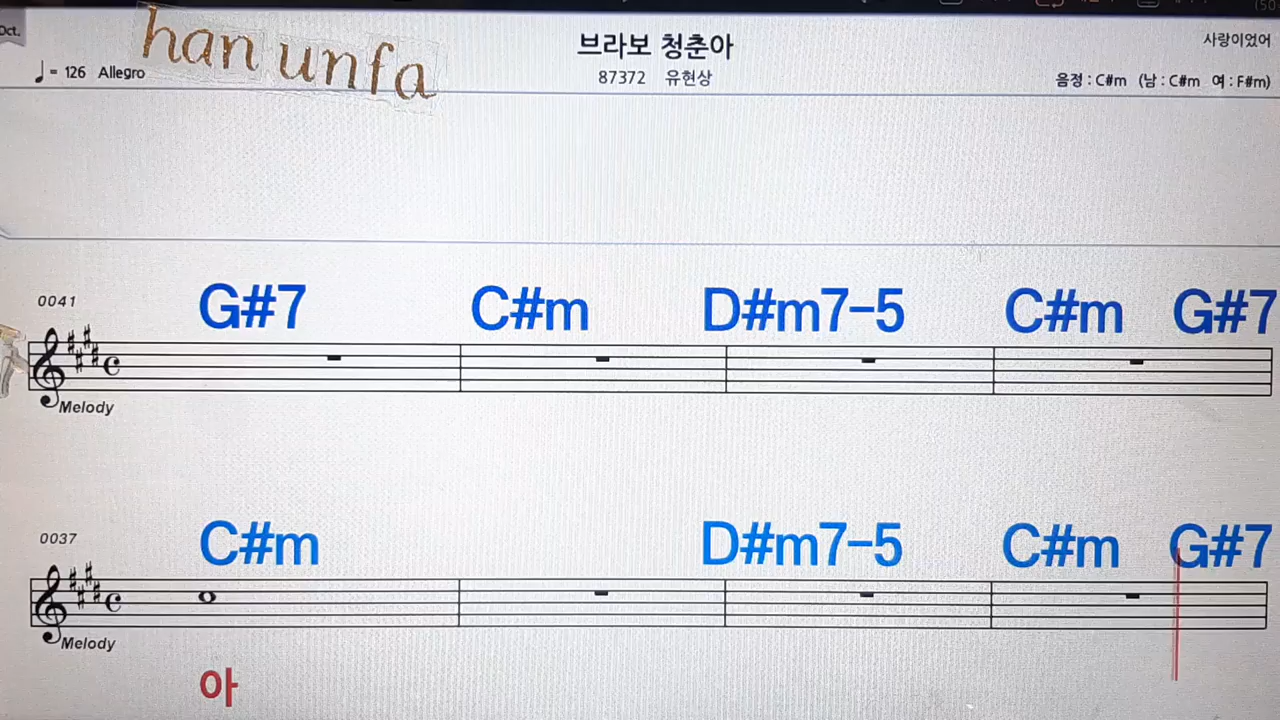 Oct.
han unfa
브라보 청춘아
사랑이었어
♩ = 126 Allegro
87372 유현상
음정 : C#m (남 : C#m 여 : F#m)
0041
G#7 C#m D#m7-5 C#m G#7
Melody
0037
C#m D#m7-5 C#m G#7
Melody
아